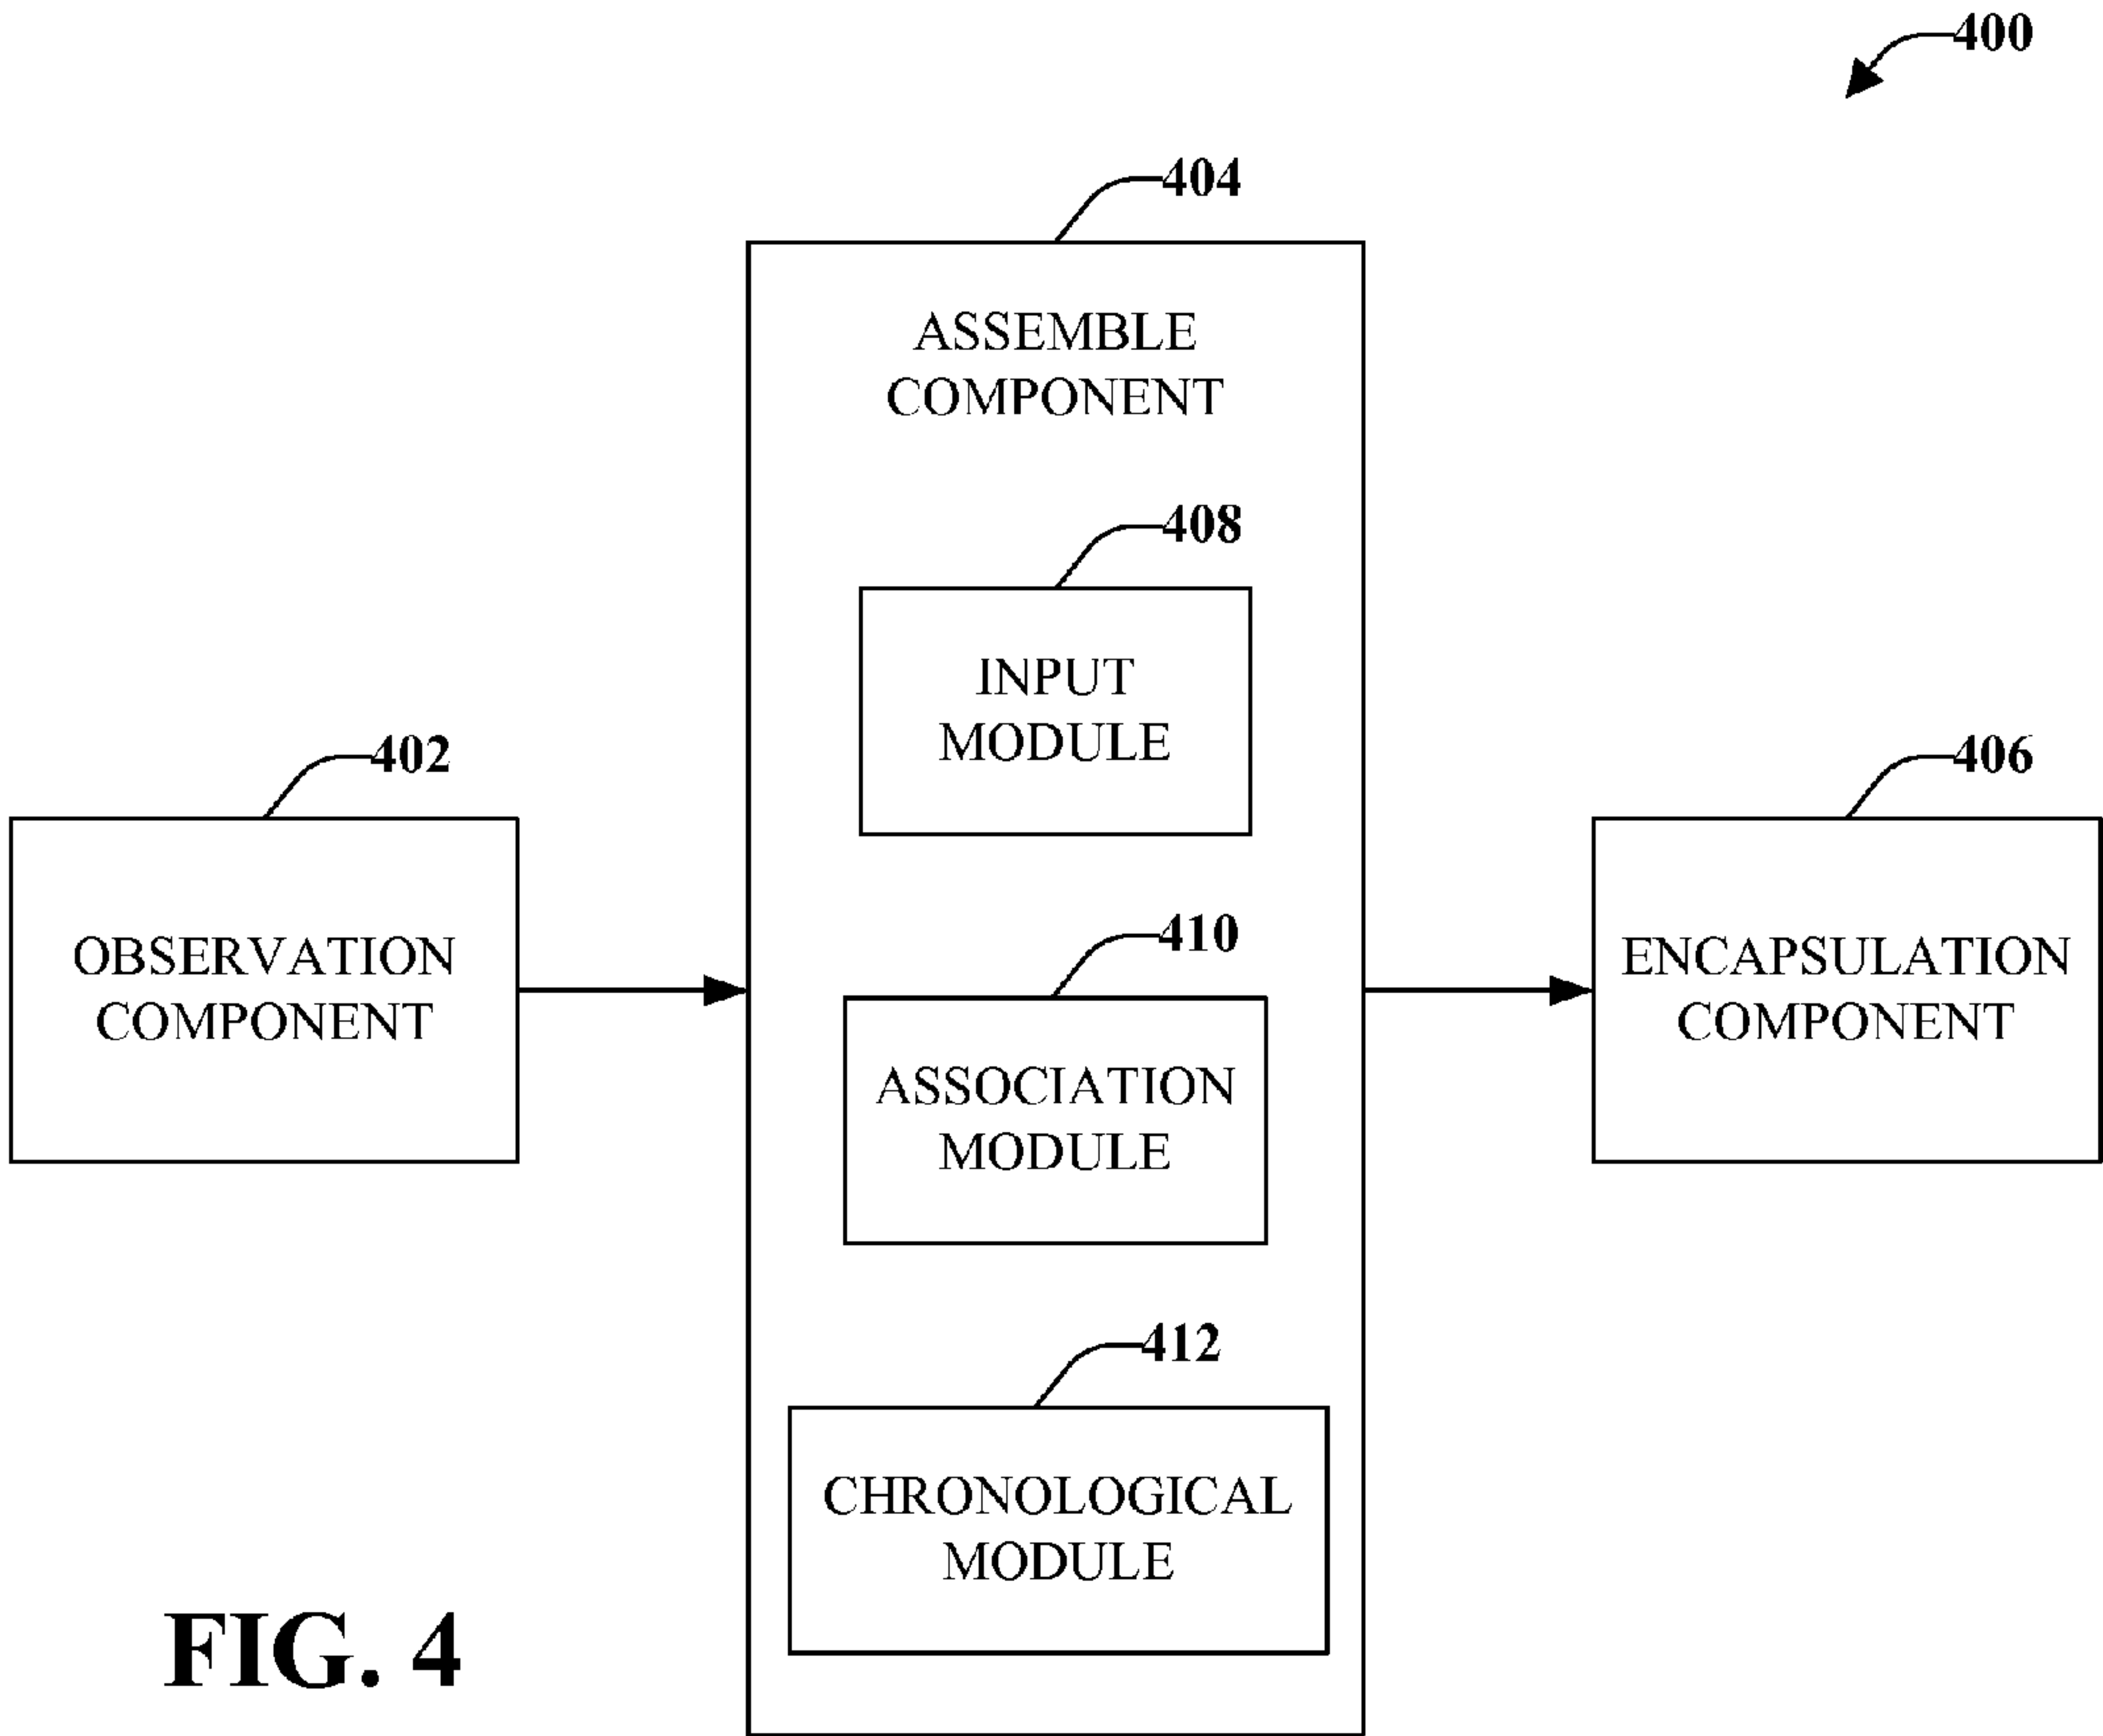 400
404
ASSEMBLE
COMPONENT
408
INPUT
MODULE
402
OBSERVATION
COMPONENT
410
ASSOCIATION
MODULE
406
ENCAPSULATION
COMPONENT
412
CHRONOLOGICAL
MODULE
FIG. 4